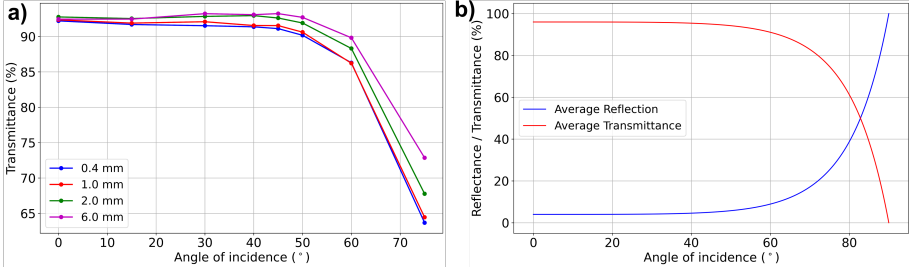 a)
Transmittance (%)
90
85
80
75
70
65
0.4 mm
1.0 mm
2.0 mm
6.0 mm
0 10 20 30 40 50 60 70
Angle of incidence (°)
b)
Reflectance / Transmittance (%)
100
80
60
40
20
0
Average Reflection
Average Transmittance
0 20 40 60 80
Angle of incidence (°)